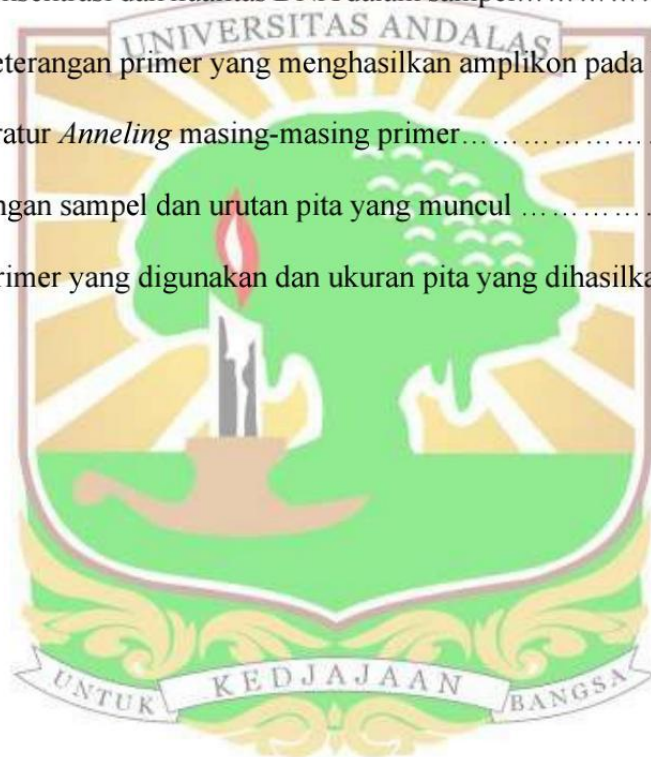 UNIVERSITAS ANDALAS
eterangan primer yang menghasilkan amplikon pada
ratur Anneling masing-masing primer………………
ngan sampel dan urutan pita yang muncul ……………
rimer yang digunakan dan ukuran pita yang dihasilka
UNTUK KEDJAJAAN BANGSA